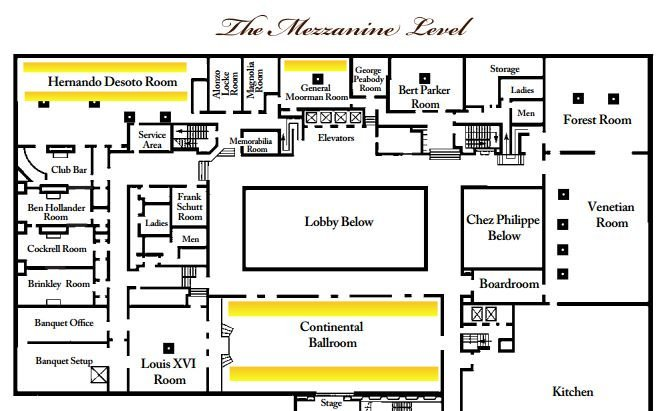 The Mezzanine Level
Hernando Desoto Room
Alonzo
Locke
Room
Magnolia
Room
General
Moorman Room
George
Peabody
Room
Bert Parker
Room
Storage
Ladies
Men
Forest Room
Service
Area
Memorabilia
Room
Elevators
Club Bar
Ben Hollander
Room
Cockrell Room
Brinkley Room
Ladies
Frank
Schutt
Room
Men
Lobby Below
Chez Philippe
Below
Venetian
Room
Boardroom
Banquet Office
Banquet Setup
Louis XVI
Room
Continental
Ballroom
Stage
Kitchen